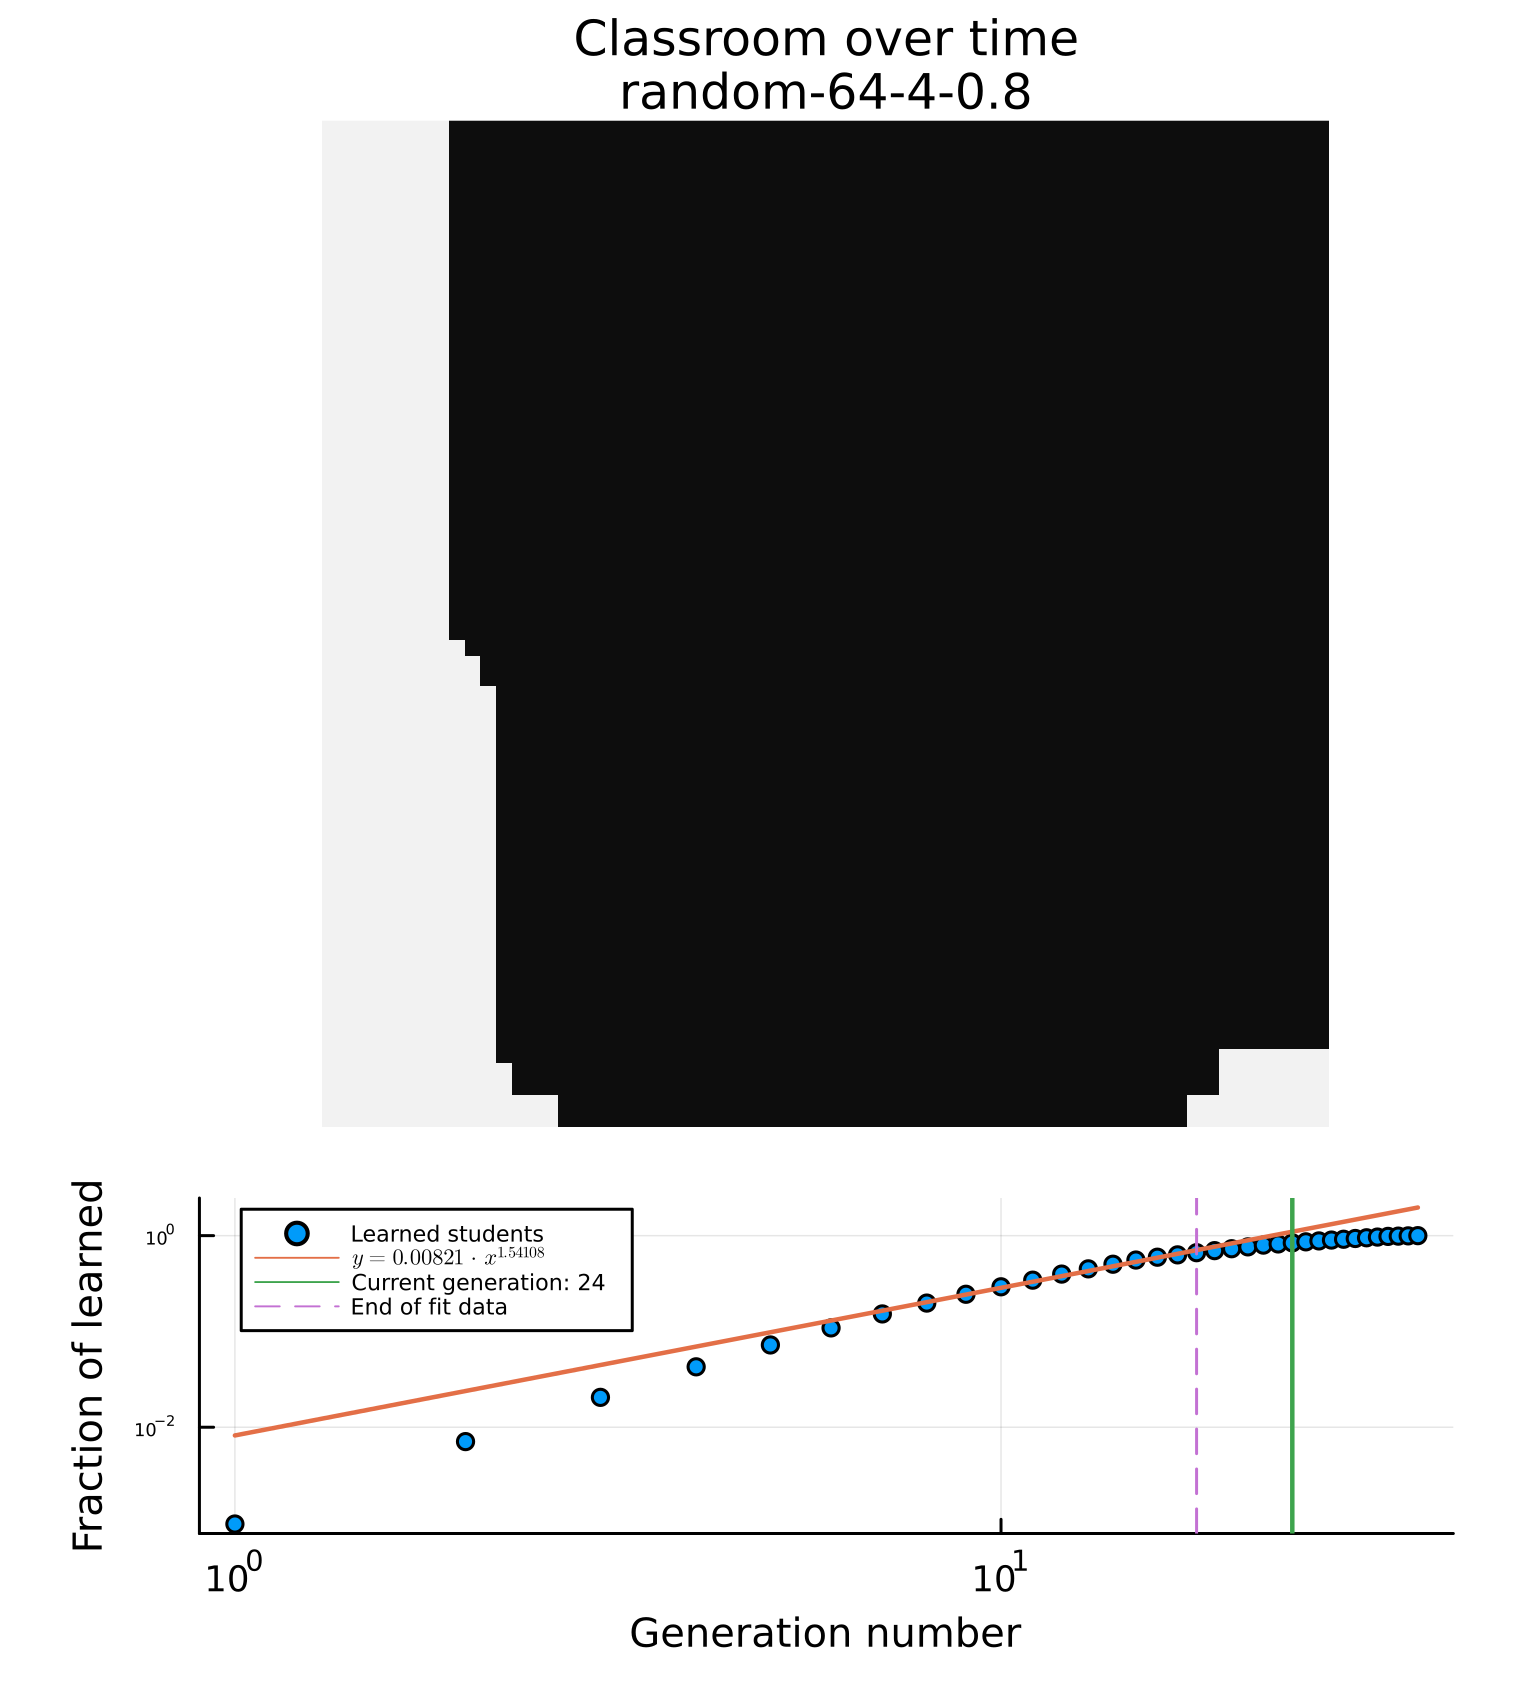 Classroom over time
random-64-4-0.8
Fraction of learned
10^0
10^-2
Learned students
y = 0.00821 · x^1.54108
Current generation: 24
End of fit data
10^0
10^1
Generation number